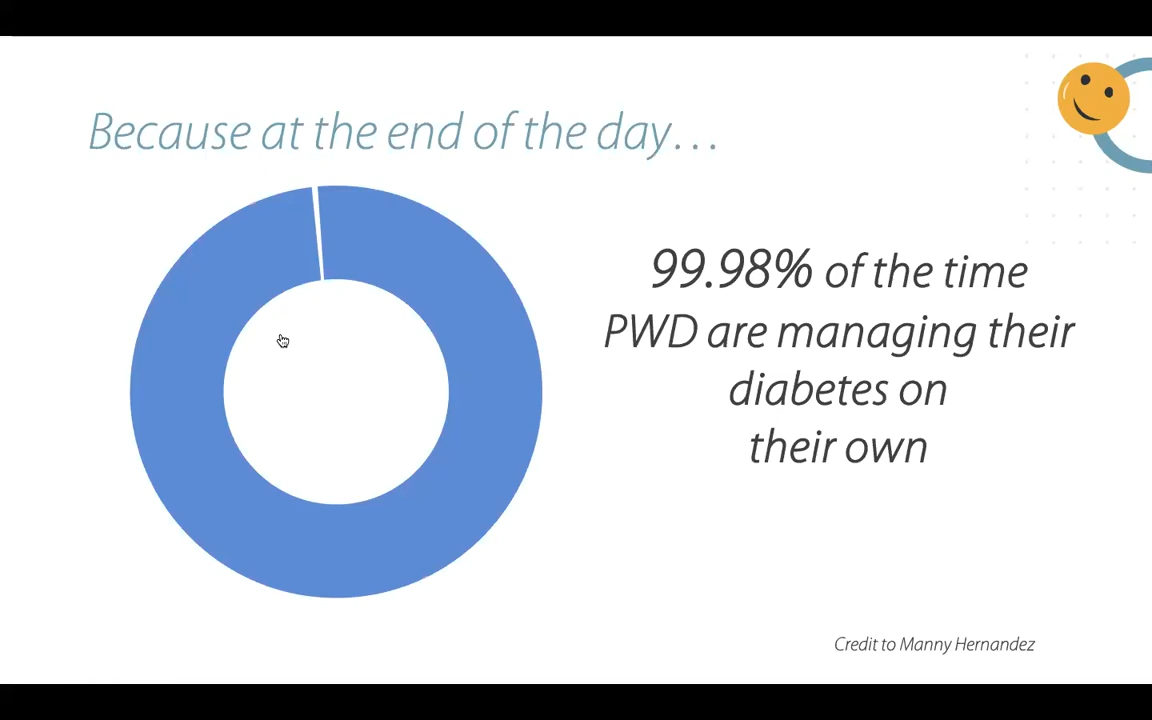 Because at the end of the day…
99.98% of the time
PWD are managing their
diabetes on
their own
Credit to Manny Hernandez